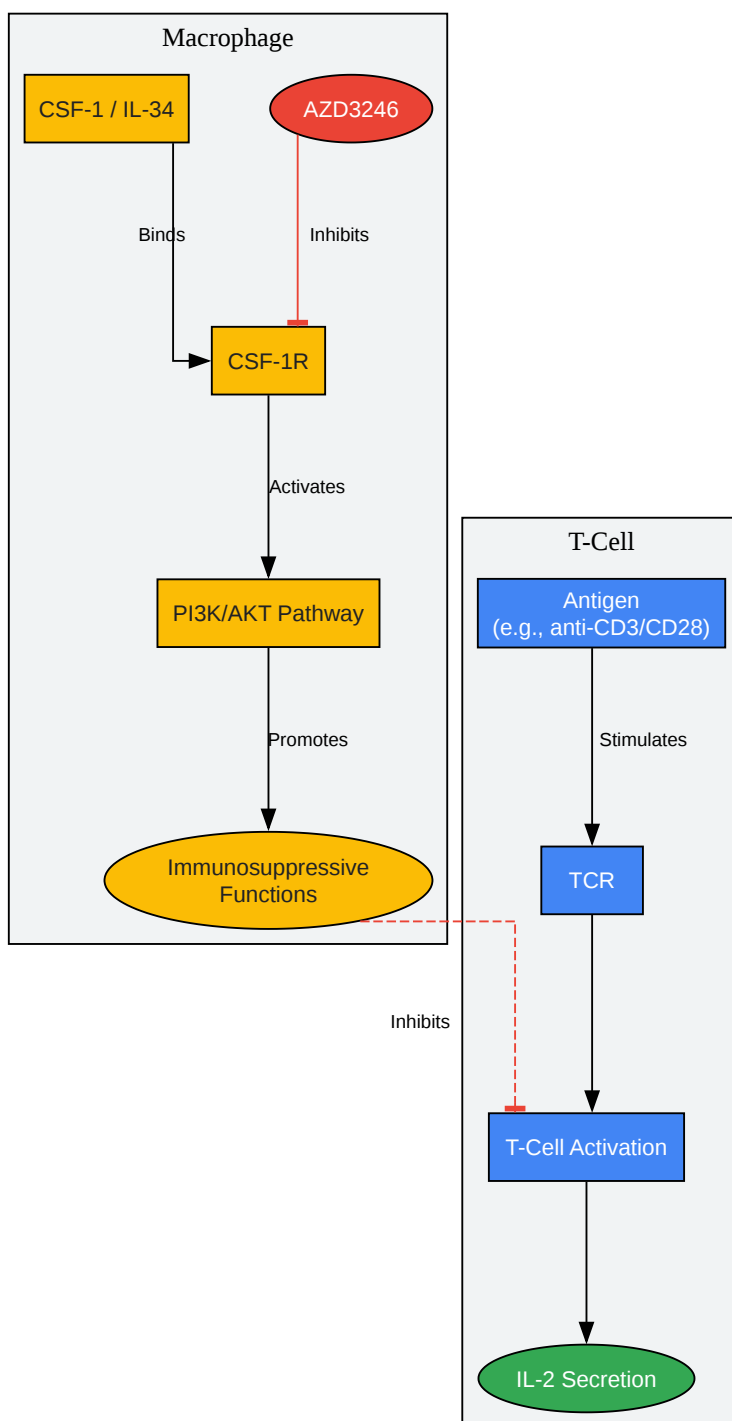 Macrophage
CSF-1 / IL-34
AZD3246
Binds
Inhibits
CSF-1R
Activates
PI3K/AKT Pathway
Promotes
Immunosuppressive
Functions
Inhibits
T-Cell
Antigen
(e.g., anti-CD3/CD28)
Stimulates
TCR
T-Cell Activation
IL-2 Secretion